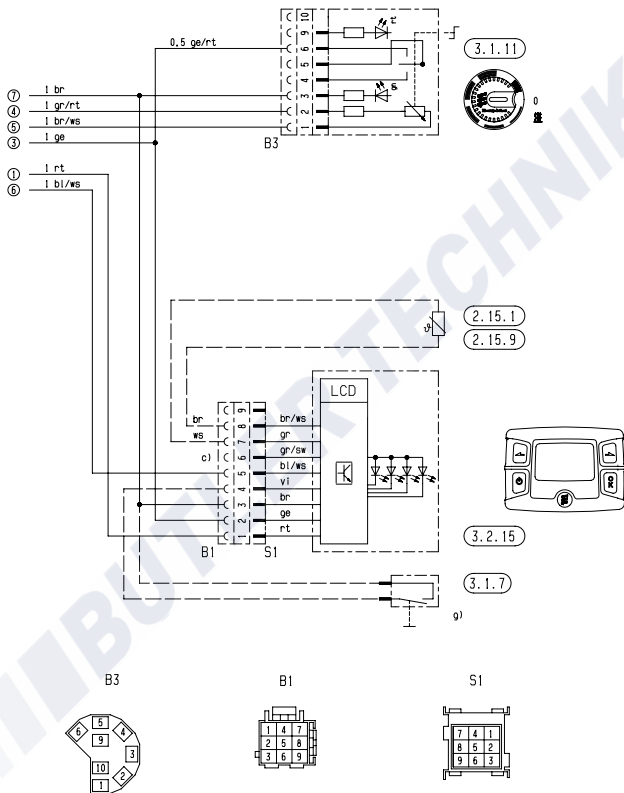 10
9
0.5 ge/rt
6
5
4
3.1.11
0
⑦ 1 br
3
④ 1 gr/rt
2
⑤ 1 br/ws
1
③ 1 ge
B3
① 1 rt
⑥ 1 bl/ws
2.15.1
2.15.9
LCD
9
br 8 br/ws
ws 7 gr
c) 6 gr/sw
5 bl/ws
4 vi
3 br
2 ge
1 rt
OK
B1 S1
3.2.15
3.1.7
g)
B3 B1 S1
5
6 4
9
3
10
2
1
1 4 7
2 5 8
3 6 9
7 4 1
8 5 2
9 6 3
BUTLER TECHNIK